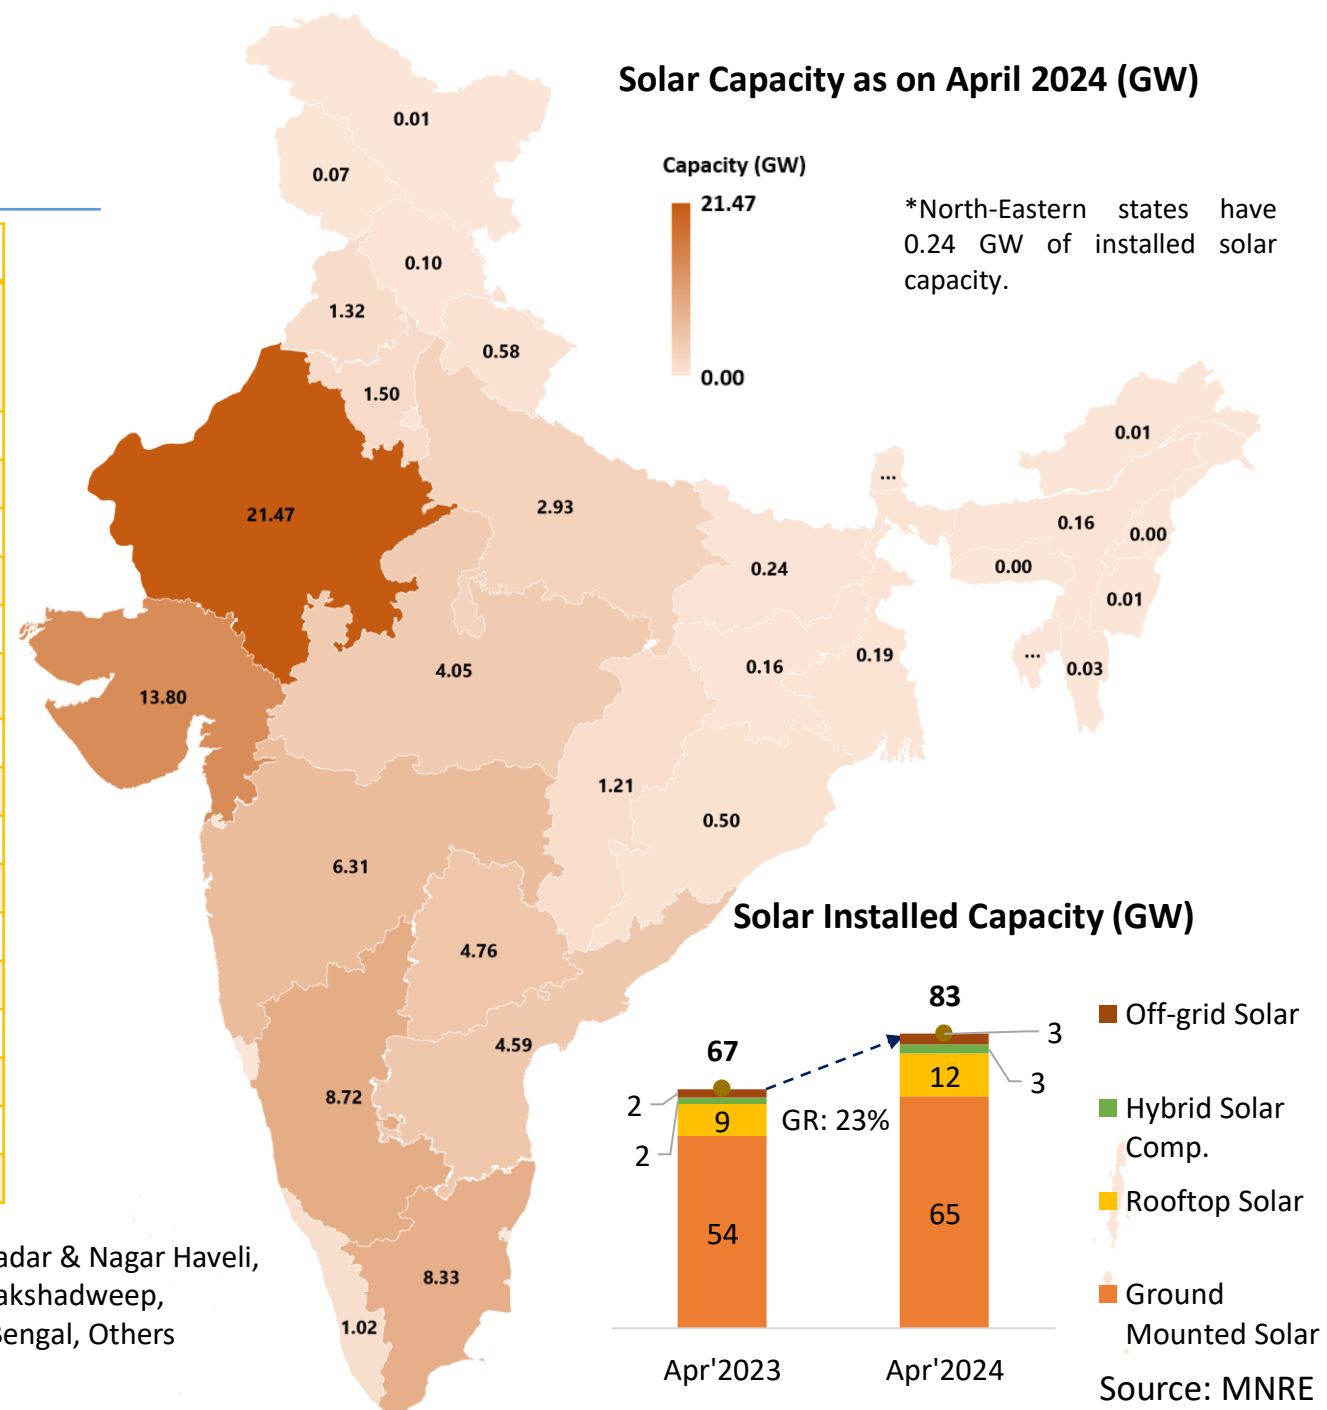 Solar Capacity as on April 2024 (GW)
Capacity (GW)
21.47
0.00
*North-Eastern states have
0.24 GW of installed solar
capacity.
0.01
0.07
0.10
1.32
0.58
1.50
21.47
2.93
0.01
...
0.16
0.00
0.00
0.24
0.01
0.16
0.19
...
0.03
4.05
13.80
1.21
0.50
6.31
4.76
4.59
8.72
8.33
1.02
Solar Installed Capacity (GW)
83
67
3
3
12
2
9
2
GR: 23%
54
65
Apr'2023
Apr'2024
Off-grid Solar
Hybrid Solar
Comp.
Rooftop Solar
Ground
Mounted Solar
Source: MNRE
adar & Nagar Haveli,
akshadweep,
Bengal, Others